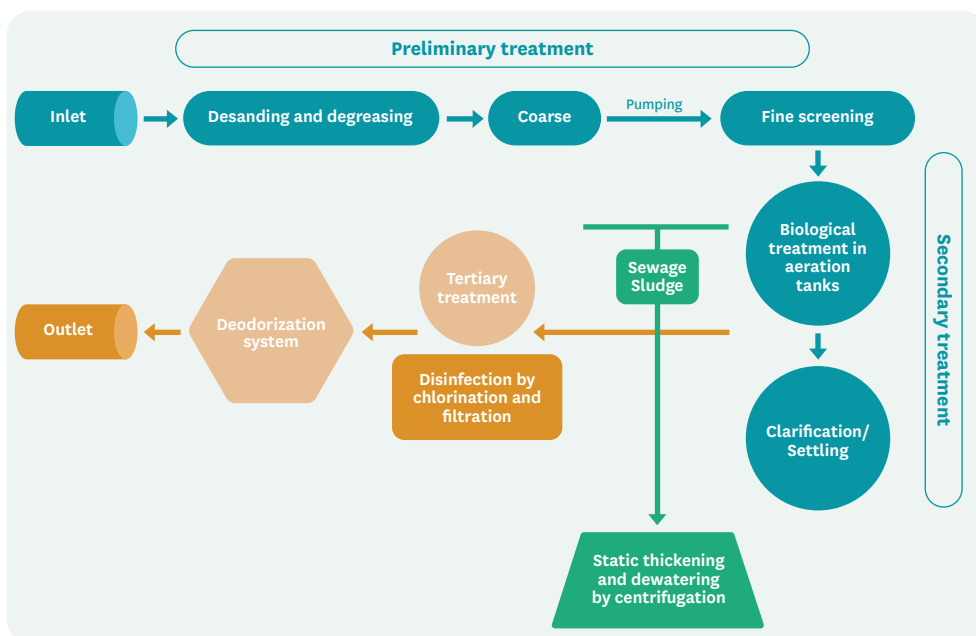 Preliminary treatment
Inlet
Desanding and degreasing
Coarse
Pumping
Fine screening
Secondary treatment
Biological
treatment in
aeration
tanks
Sewage
Sludge
Tertiary
treatment
Deodorization
system
Outlet
Disinfection by
chlorination and
filtration
Clarification/
Settling
Static thickening
and dewatering
by centrifugation